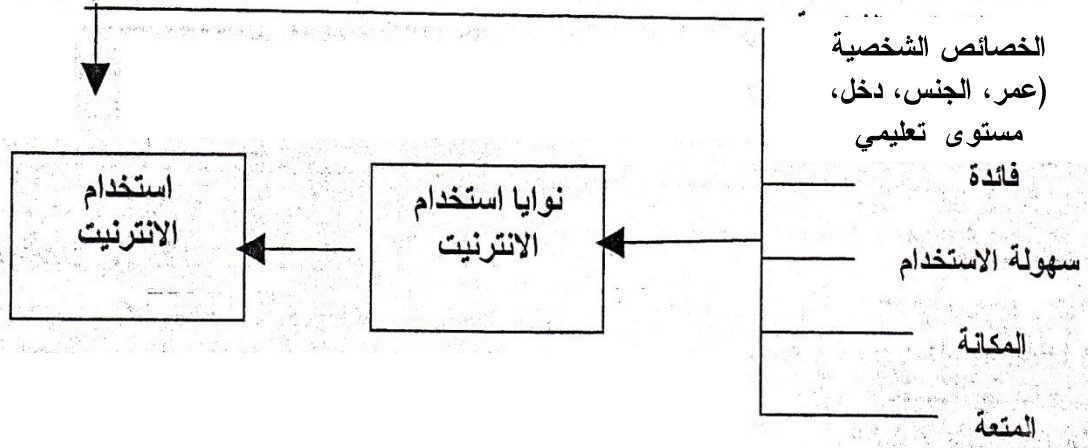 الخصائص الشخصية
(عمر، الجنس، دخل،
مستوى تعليمي
فائدة
سهولة الاستخدام
المكانة
المتعة
نوايا استخدام
الانترنيت
استخدام
الانترنيت